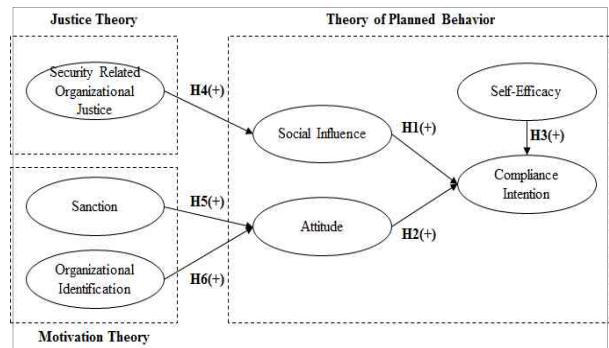 Justice Theory
Theory of Planned Behavior
Security Related
Organizational
Justice
H4(+)
Social Influence
H1(+)
Self-Efficacy
H3(+)
Compliance
Intention
Sanction
H5(+)
Attitude
H2(+)
Organizational
Identification
H6(+)
Motivation Theory